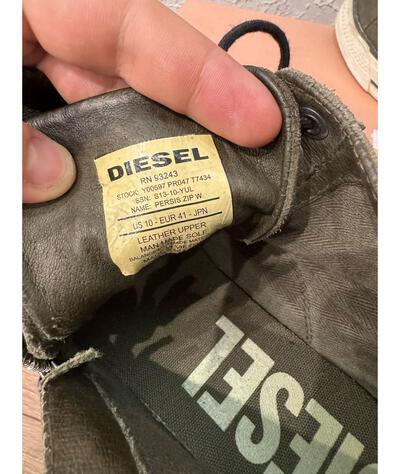 DIESEL
RN 93243
STOCK: Y00597 PR047 T7434
SSN: S13-10-YUL
NAME: PERSIS ZIP W
US 10 - EUR 41 - JPN
LEATHER UPPER
MAN MADE SOLE
DIESEL